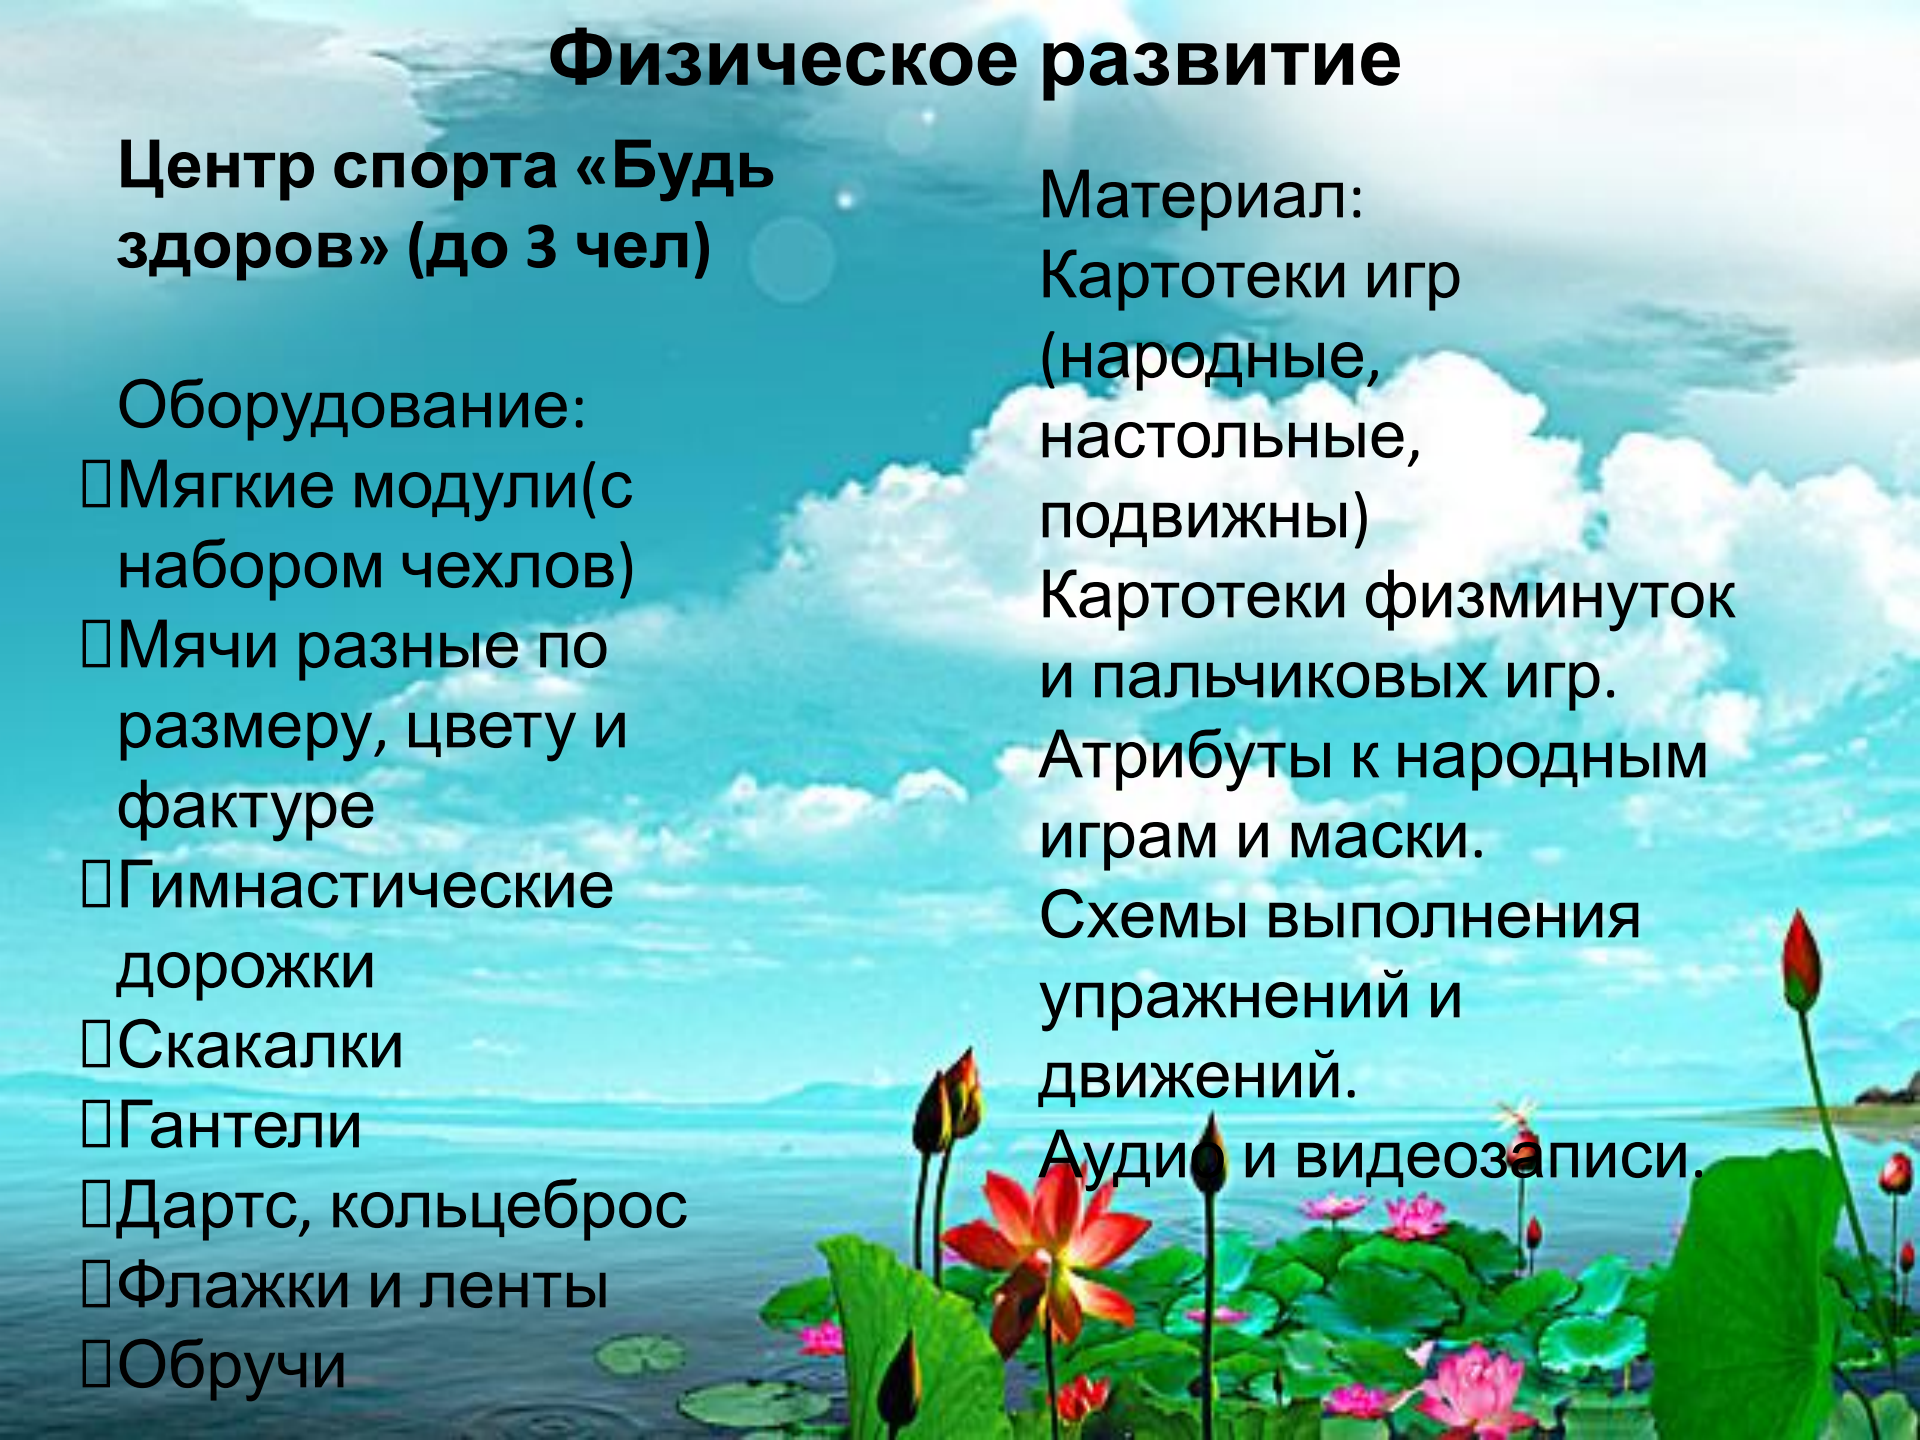 Физическое развитие
Центр спорта «Будь
здоров» (до 3 чел)
Оборудование:
Мягкие модули(с
набором чехлов)
Мячи разные по
размеру, цвету и
фактуре
Гимнастические
дорожки
Скакалки
Гантели
Дартс, кольцеброс
Флажки и ленты
Обручи
Материал:
Картотеки игр
(народные,
настольные,
подвижны)
Картотеки физминуток
и пальчиковых игр.
Атрибуты к народным
играм и маски.
Схемы выполнения
упражнений и
движений.
Аудио и видеозаписи.